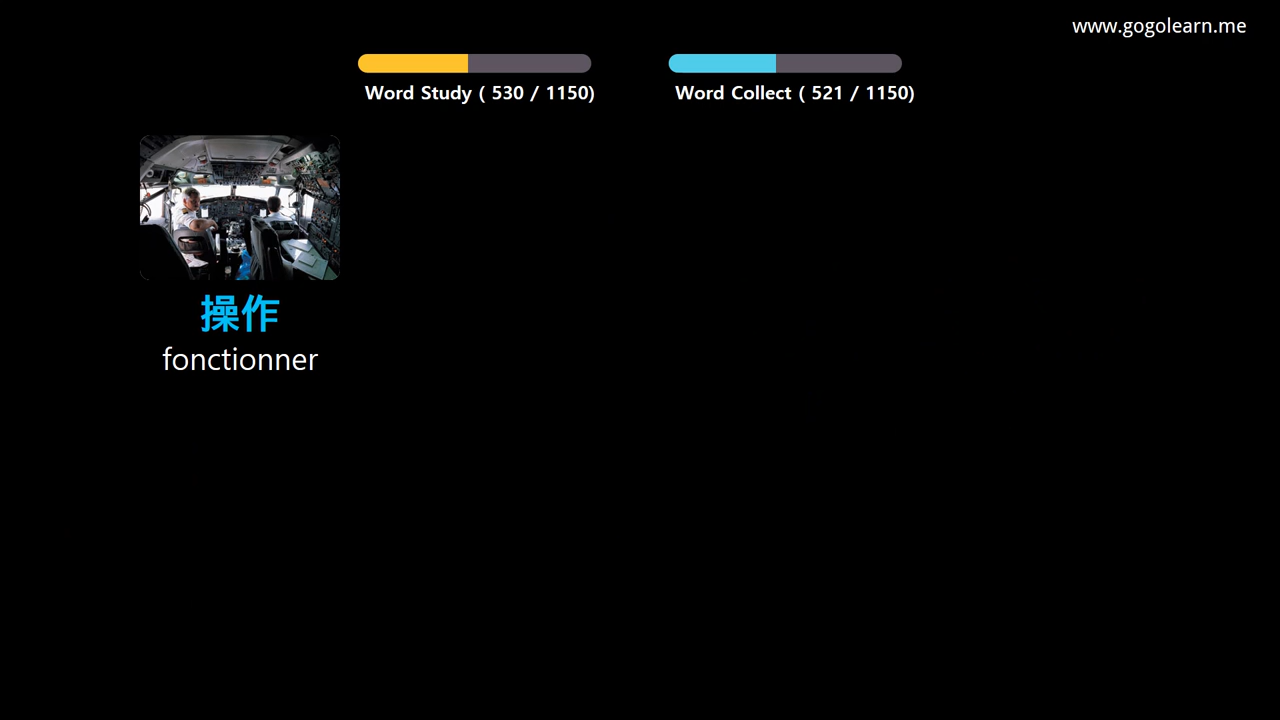 www.gogolearn.me
Word Study ( 530 / 1150)
Word Collect ( 521 / 1150)
操作
fonctionner